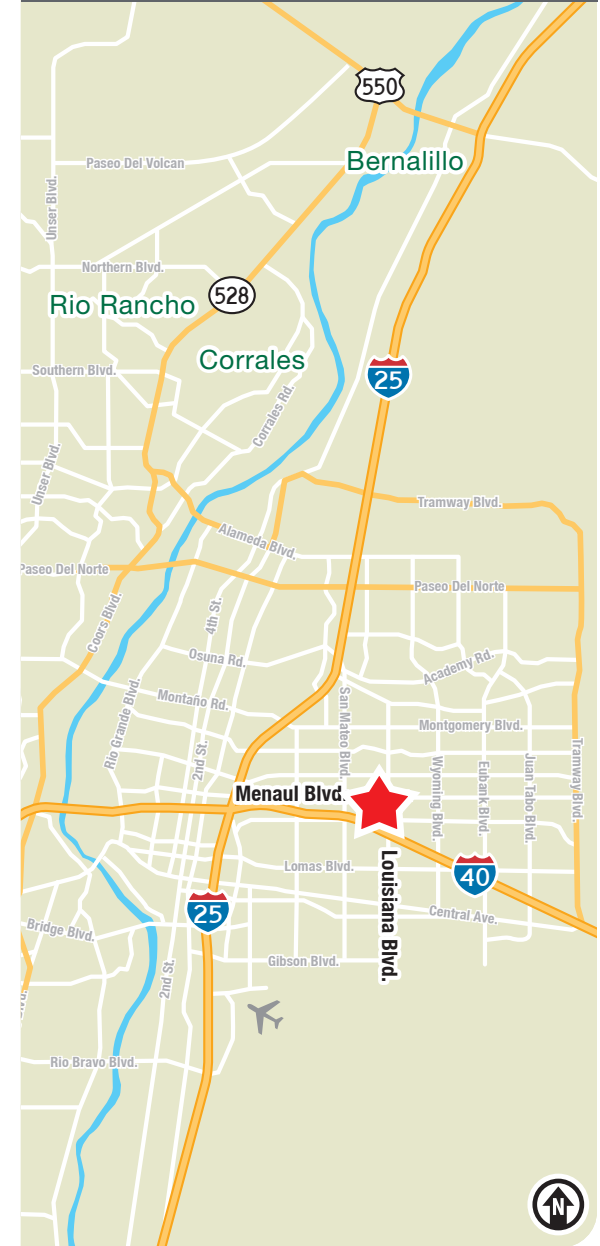 550
Bernalillo
Paseo Del Volcan
Unser Blvd.
Northern Blvd.
Rio Rancho
528
Corrales
Southern Blvd.
25
Corrales Rd.
Unser Blvd.
Tramway Blvd.
Alameda Blvd.
Paseo Del Norte
Paseo Del Norte
Coors Blvd.
4th St.
Osuna Rd.
Academy Rd.
Rio Grande Blvd.
Montaño Rd.
San Mateo Blvd.
Montgomery Blvd.
2nd St.
Wyoming Blvd.
Eubank Blvd.
Juan Tabo Blvd.
Tramway Blvd.
Menaul Blvd.
Lomas Blvd.
Louisiana Blvd.
40
25
Central Ave.
Bridge Blvd.
2nd St.
Gibson Blvd.
Blvd.
Rio Bravo Blvd.
N